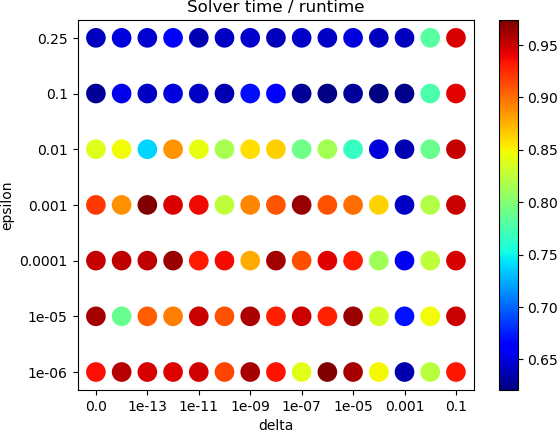 Solver time / runtime
epsilon
0.25
0.1
0.01
0.001
0.0001
1e-05
1e-06
0.0 1e-13 1e-11 1e-09 1e-07 1e-05 0.001 0.1
delta
0.95
0.90
0.85
0.80
0.75
0.70
0.65